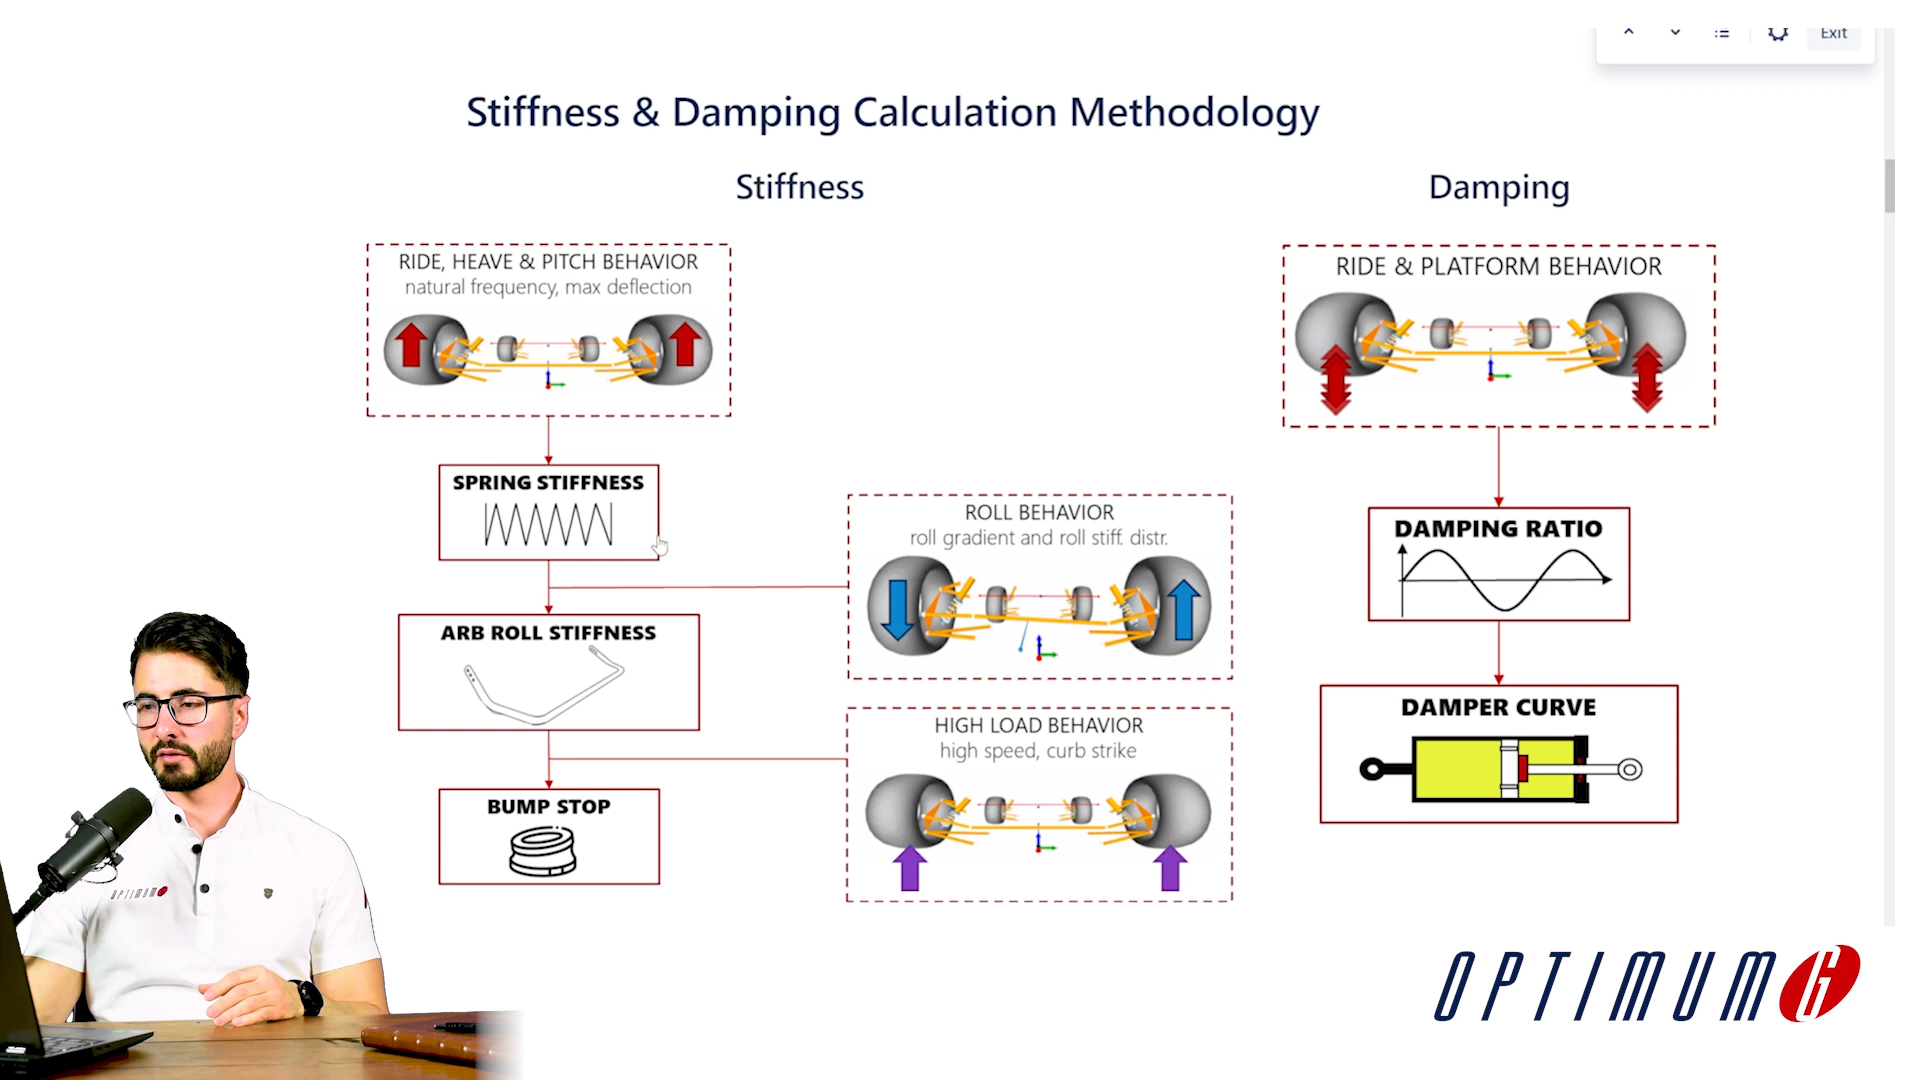 Exit
Stiffness & Damping Calculation Methodology
Stiffness
Damping
RIDE, HEAVE & PITCH BEHAVIOR
natural frequency, max deflection
SPRING STIFFNESS
ARB ROLL STIFFNESS
BUMP STOP
ROLL BEHAVIOR
roll gradient and roll stiff. distr.
HIGH LOAD BEHAVIOR
high speed, curb strike
RIDE & PLATFORM BEHAVIOR
DAMPING RATIO
DAMPER CURVE
OPTIMUM
OPTIMUM G